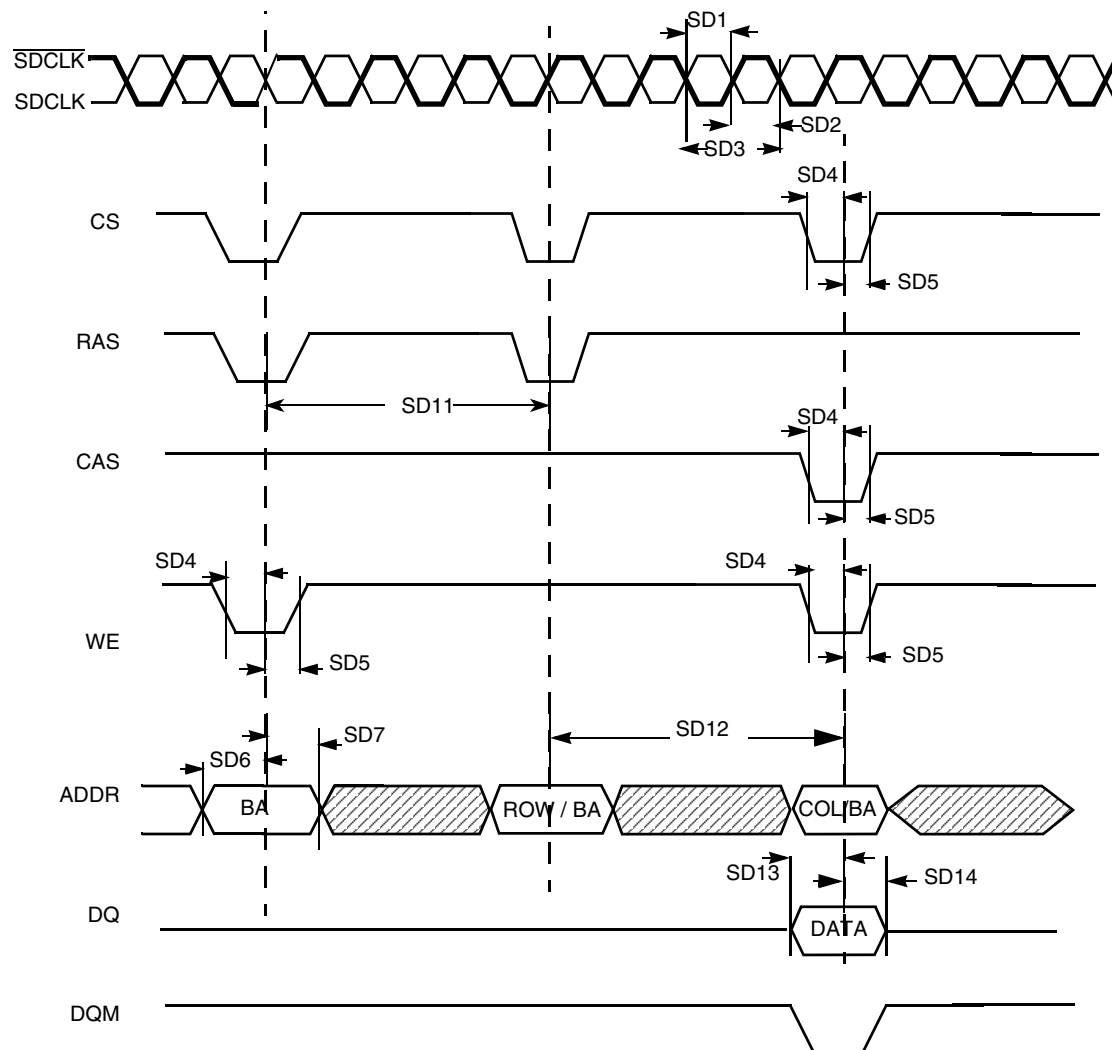 SD1
SDCLK
SDCLK
SD2
SD3
SD4
CS
SD5
RAS
SD11
SD4
CAS
SD5
SD4
SD4
WE
SD5
SD5
SD12
SD7
SD6
ADDR
BA
ROW / BA
COL/BA
SD13
SD14
DQ
DATA
DQM